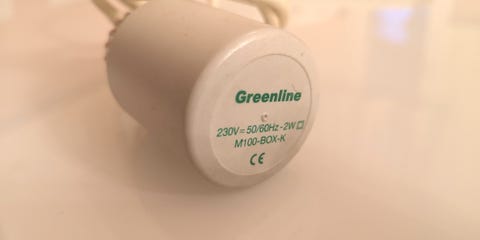 Greenline
230V=50/60Hz-2W
M100-BOX-K
CE